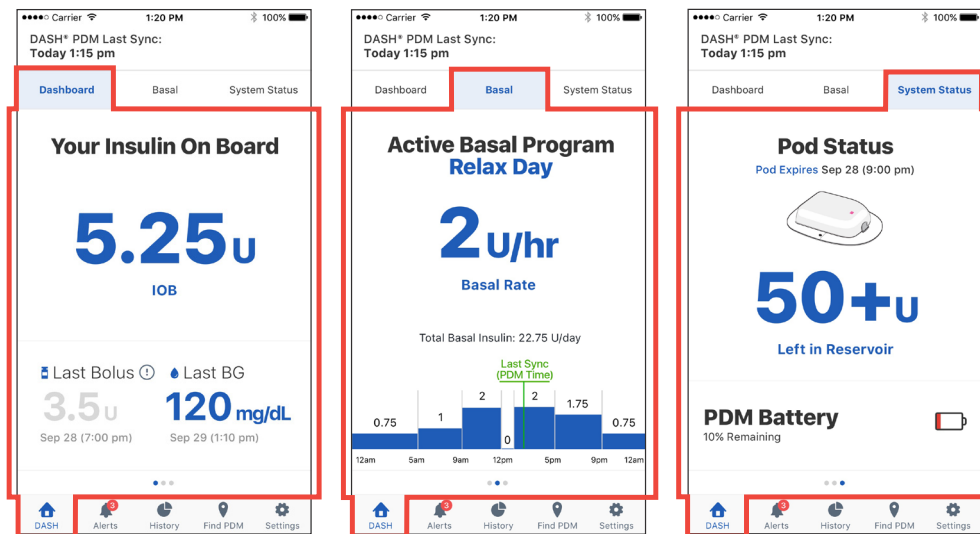 Carrier 1:20 PM 100%
DASH® PDM Last Sync:
Today 1:15 pm
Dashboard Basal System Status
Your Insulin On Board
5.25 U
IOB
Last Bolus Last BG
3.5 U 120 mg/dL
Sep 28 (7:00 pm) Sep 29 (1:10 pm)
3
DASH Alerts History Find PDM Settings
Carrier 1:20 PM 100%
DASH® PDM Last Sync:
Today 1:15 pm
Dashboard Basal System Status
Active Basal Program
Relax Day
2 U/hr
Basal Rate
Total Basal Insulin: 22.75 U/day
Last Sync
(PDM Time)
0.75 1 2 0 2 1.75 0.75
12am 5am 9am 12pm 5pm 9pm 12am
3
DASH Alerts History Find PDM Settings
Carrier 1:20 PM 100%
DASH® PDM Last Sync:
Today 1:15 pm
Dashboard Basal System Status
Pod Status
Pod Expires Sep 28 (9:00 pm)
50+ U
Left in Reservoir
PDM Battery
10% Remaining
3
DASH Alerts History Find PDM Settings